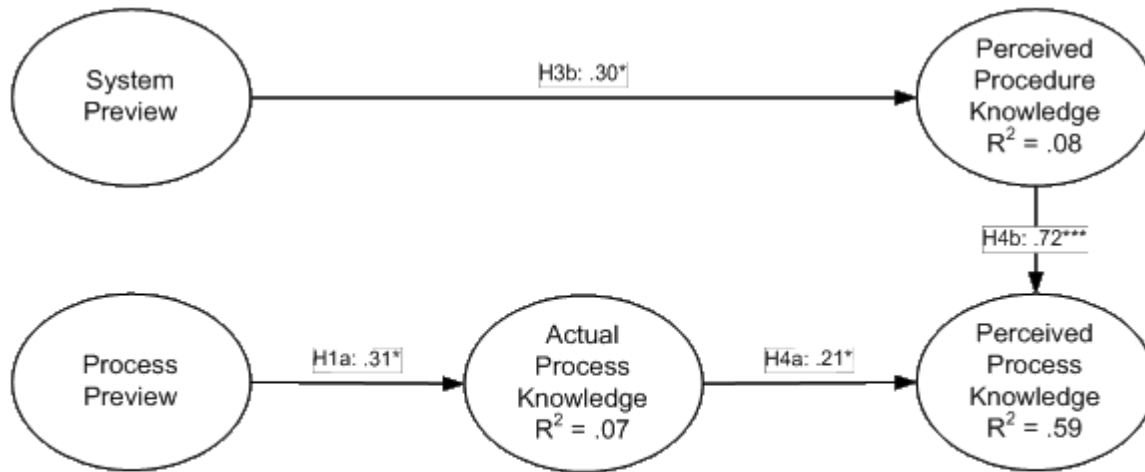 System
Preview
H3b: .30*
Perceived
Procedure
Knowledge
R² = .08
H4b: .72***
Process
Preview
H1a: .31*
Actual
Process
Knowledge
R² = .07
H4a: .21*
Perceived
Process
Knowledge
R² = .59